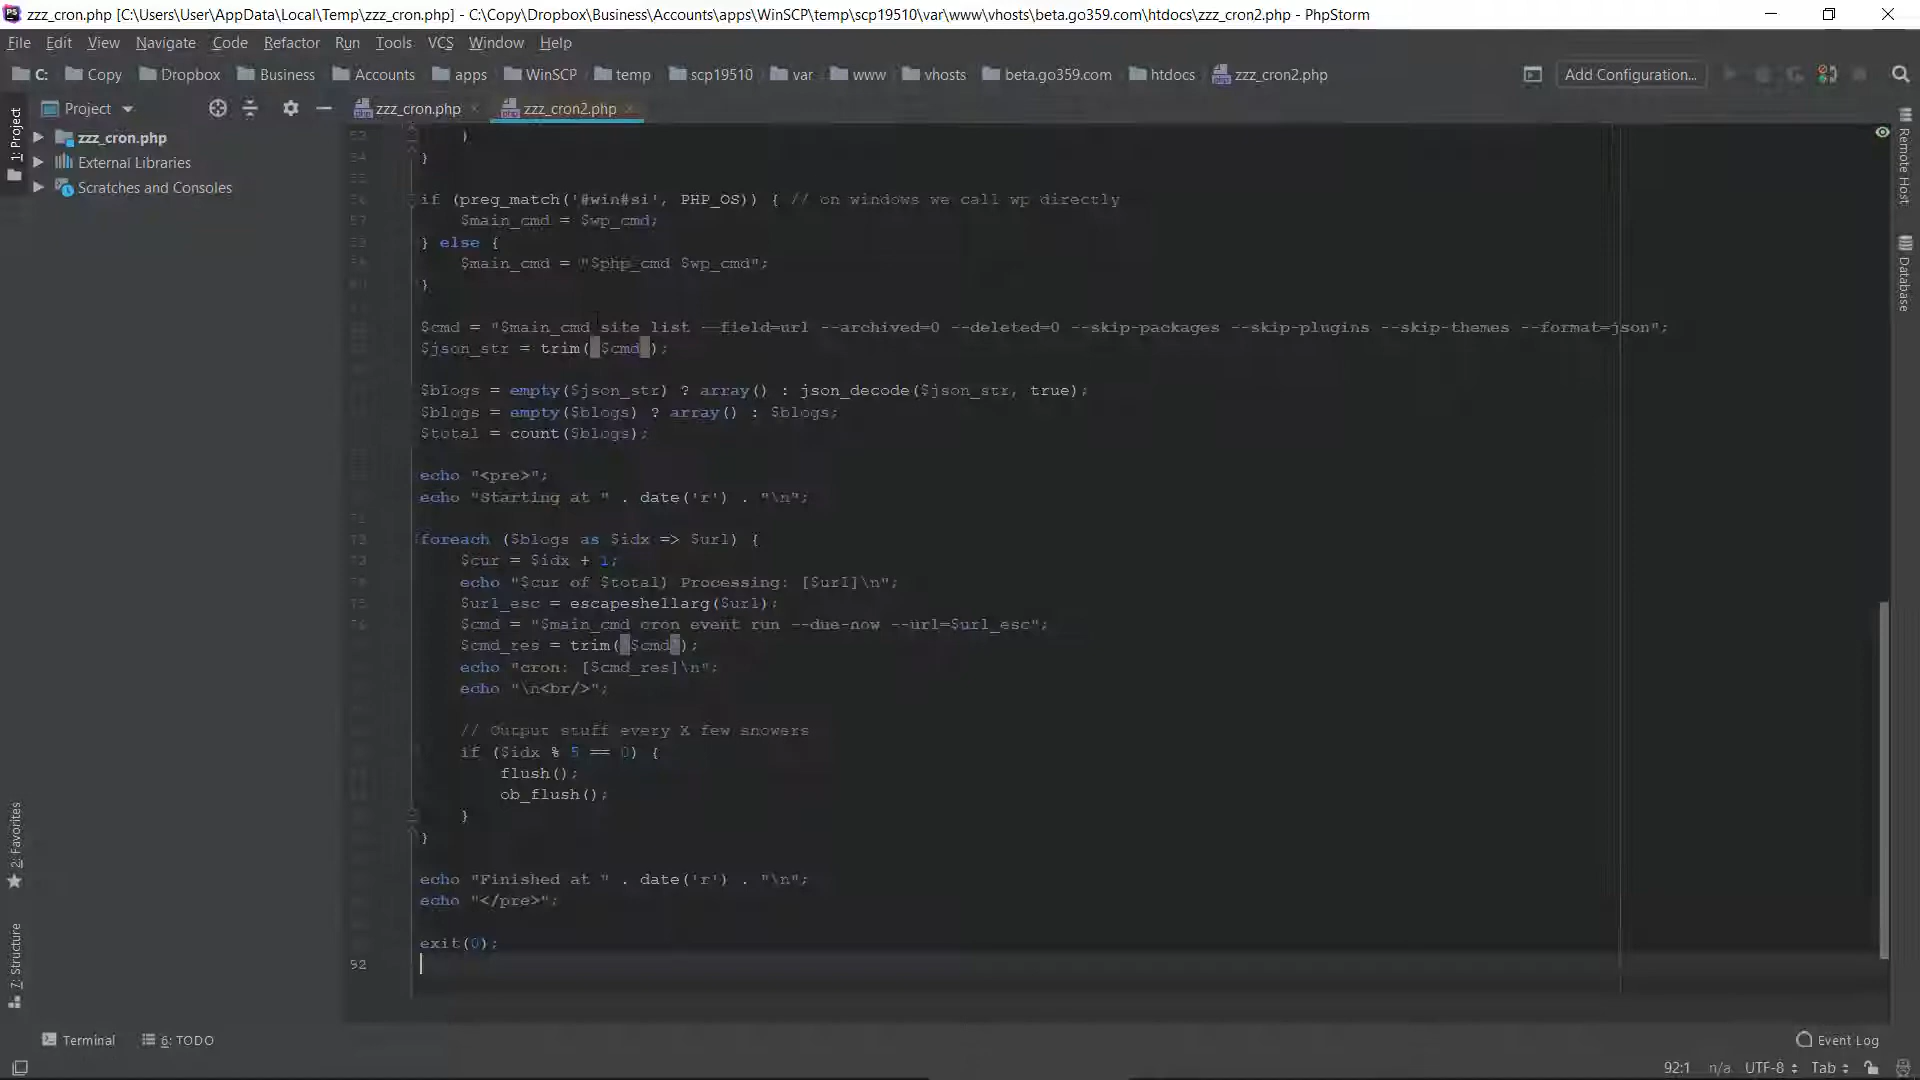 zzz_cron.php [C:\Users\User\AppData\Local\Temp\zzz_cron.php] - C:\Copy\Dropbox\Business\Accounts\apps\WinSCP\temp\scp19510\var\www\vhosts\beta.go359.com\htdocs\zzz_cron2.php - PhpStorm
File Edit View Navigate Code Refactor Run Tools VCS Window Help
C: Copy Dropbox Business Accounts apps WinSCP temp scp19510 var www vhosts beta.go359.com htdocs zzz_cron2.php Add Configuration...
Project zzz_cron.php zzz_cron2.php
1: Project
zzz_cron.php
External Libraries
Scratches and Consoles
Remote Host
Database
)
}
if (preg_match('#win#si', PHP_OS)) { // on windows we call wp directly
$main_cmd = $wp_cmd;
} else {
$main_cmd = "$php_cmd $wp_cmd";
}
$cmd = "$main_cmd site list --field=url --archived=0 --deleted=0 --skip-packages --skip-plugins --skip-themes --format=json";
$json_str = trim(`$cmd`);
$blogs = empty($json_str) ? array() : json_decode($json_str, true);
$blogs = empty($blogs) ? array() : $blogs;
$total = count($blogs);
echo "<pre>";
echo "Starting at " . date('r') . "\n";
foreach ($blogs as $idx => $url) {
$cur = $idx + 1;
echo "$cur of $total) Processing: [$url]\n";
$url_esc = escapeshellarg($url);
$cmd = "$main_cmd cron event run --due-now --url=$url_esc";
$cmd_res = trim(`$cmd`);
echo "cron: [$cmd_res]\n";
echo "\n<br/>";
// Output stuff every X few snowers
if ($idx % 5 == 0) {
flush();
ob_flush();
}
}
echo "Finished at " . date('r') . "\n";
echo "</pre>";
exit(0);
92
2: Favorites
7: Structure
Terminal 6: TODO Event Log
92:1 n/a UTF-8 Tab